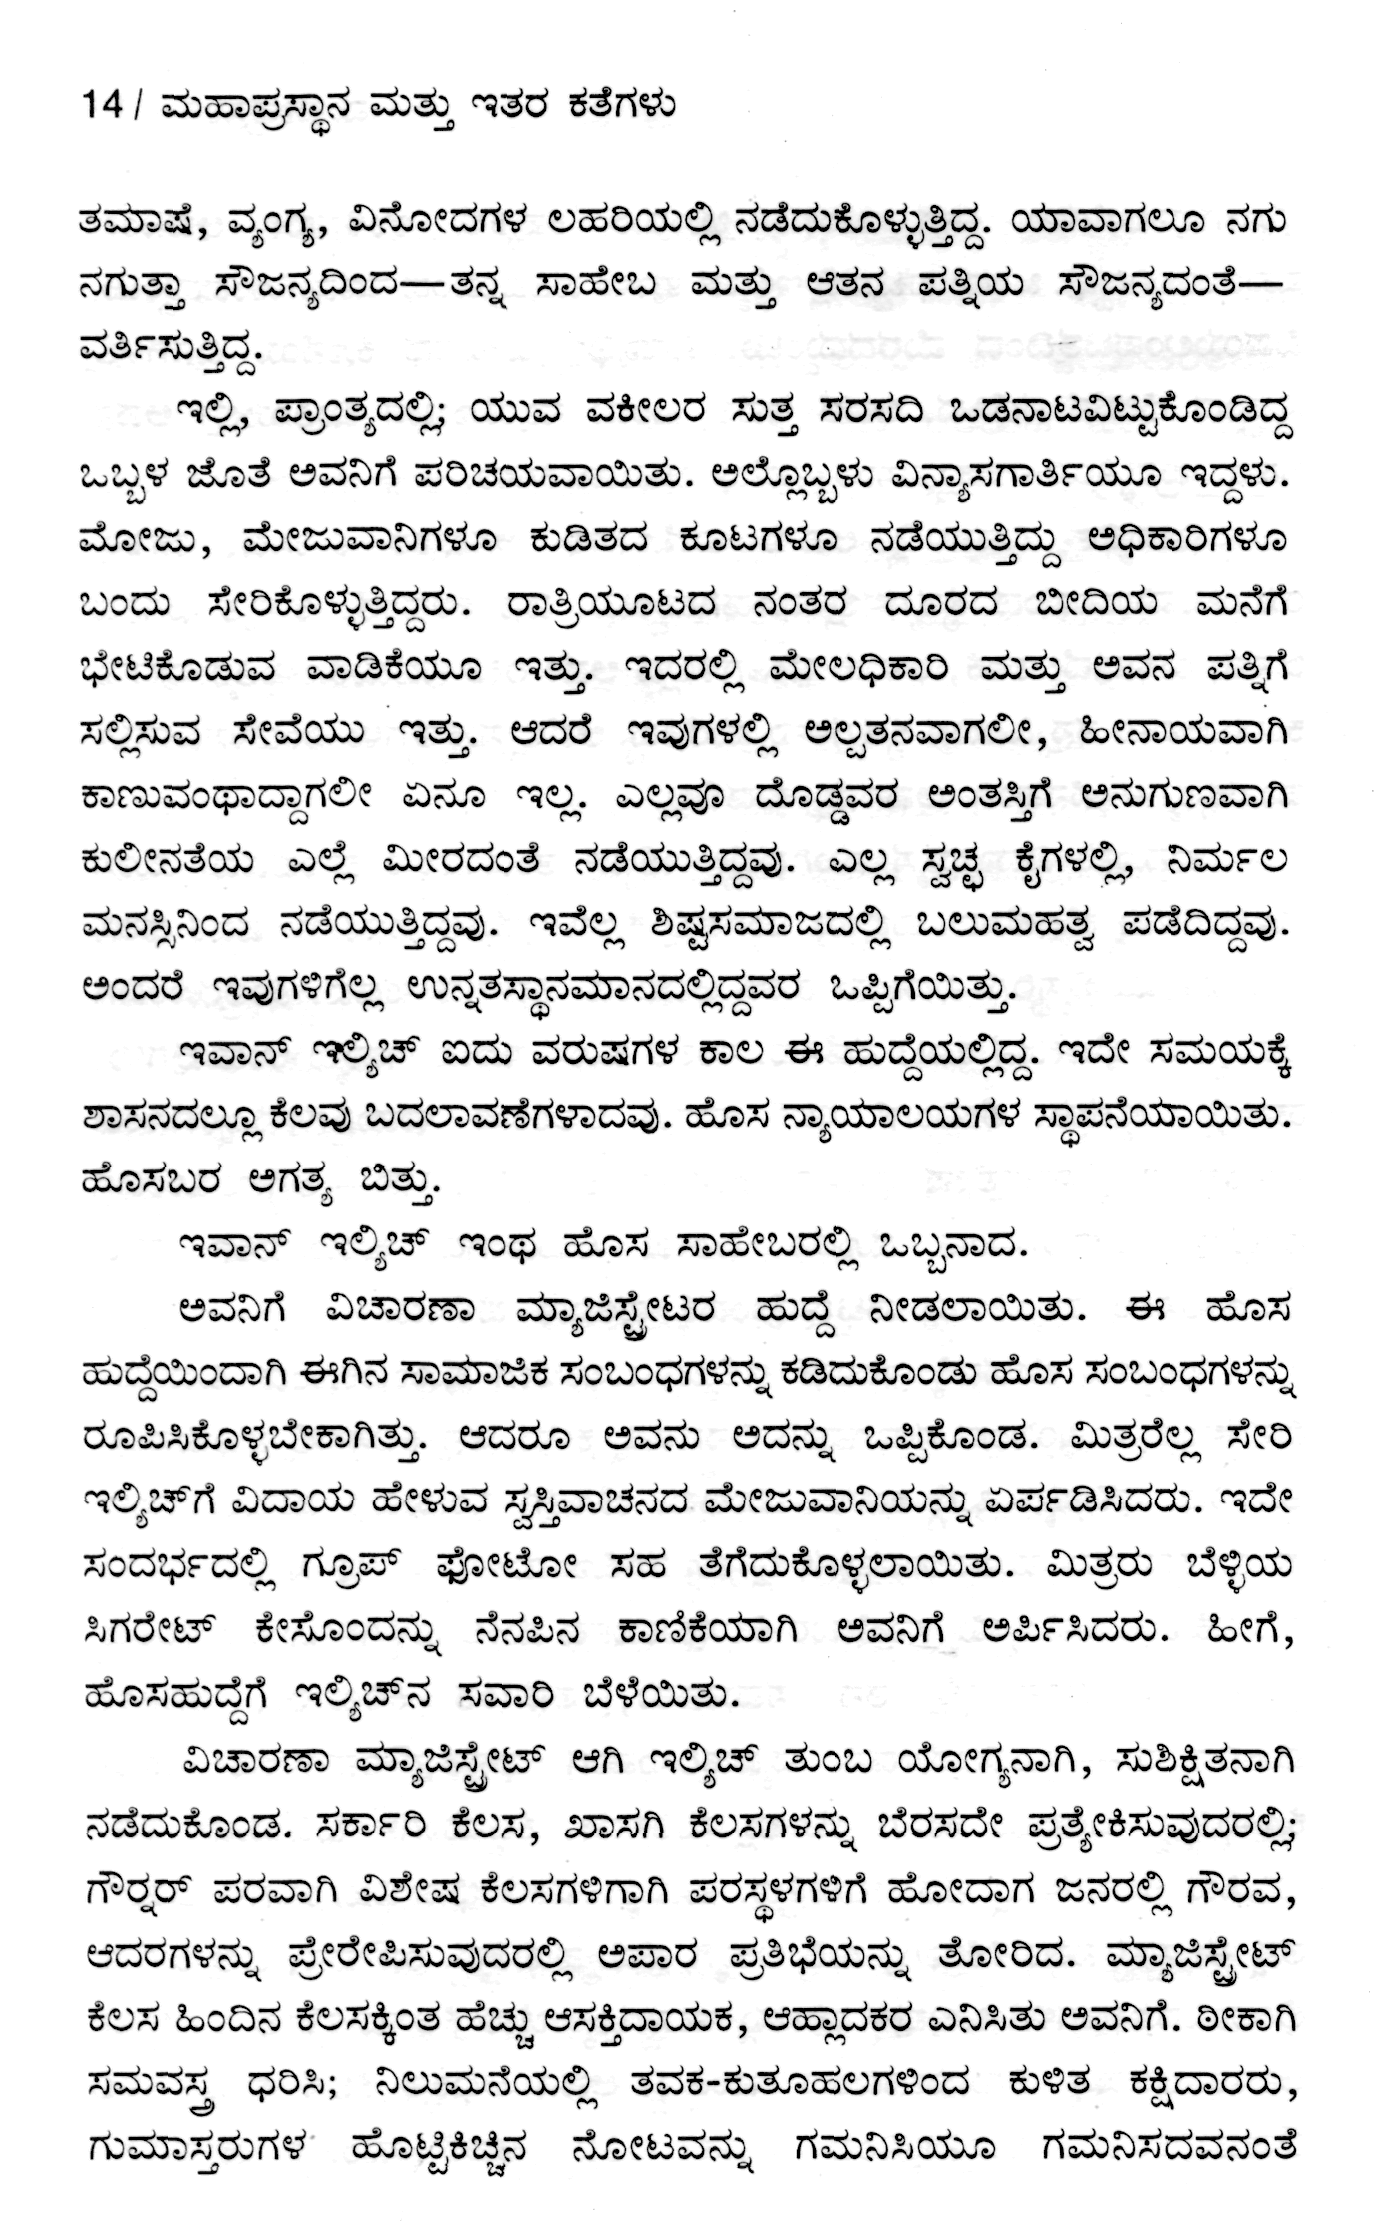 14/ ಮಹಾಪ್ರಸ್ಥಾನ ಮತ್ತು ಇತರ ಕತೆಗಳು
ತಮಾಷೆ, ವ್ಯಂಗ್ಯ, ವಿನೋದಗಳ ಲಹರಿಯಲ್ಲಿ ನಡೆದುಕೊಳ್ಳುತ್ತಿದ್ದ. ಯಾವಾಗಲೂ ನಗು
ನಗುತ್ತಾ ಸೌಜನ್ಯದಿಂದ—ತನ್ನ ಸಾಹೇಬ ಮತ್ತು ಆತನ ಪತ್ನಿಯ ಸೌಜನ್ಯದಂತೆ—
ವರ್ತಿಸುತ್ತಿದ್ದ.
ಇಲ್ಲಿ, ಪ್ರಾಂತ್ಯದಲ್ಲಿ; ಯುವ ವಕೀಲರ ಸುತ್ತ ಸರಸದಿ ಒಡನಾಟವಿಟ್ಟುಕೊಂಡಿದ್ದ
ಒಬ್ಬಳ ಜೊತೆ ಅವನಿಗೆ ಪರಿಚಯವಾಯಿತು. ಅಲ್ಲೊಬ್ಬಳು ವಿನ್ಯಾಸಗಾರ್ತಿಯೂ ಇದ್ದಳು.
ಮೋಜು, ಮೇಜುವಾನಿಗಳೂ ಕುಡಿತದ ಕೂಟಗಳೂ ನಡೆಯುತ್ತಿದ್ದು ಅಧಿಕಾರಿಗಳೂ
ಬಂದು ಸೇರಿಕೊಳ್ಳುತ್ತಿದ್ದರು. ರಾತ್ರಿಯೂಟದ ನಂತರ ದೂರದ ಬೀದಿಯ ಮನೆಗೆ
ಭೇಟಿಕೊಡುವ ವಾಡಿಕೆಯೂ ಇತ್ತು. ಇದರಲ್ಲಿ ಮೇಲಧಿಕಾರಿ ಮತ್ತು ಅವನ ಪತ್ನಿಗೆ
ಸಲ್ಲಿಸುವ ಸೇವೆಯು ಇತ್ತು. ಆದರೆ ಇವುಗಳಲ್ಲಿ ಅಲ್ಪತನವಾಗಲೀ, ಹೀನಾಯವಾಗಿ
ಕಾಣುವಂಥಾದ್ದಾಗಲೀ ಏನೂ ಇಲ್ಲ. ಎಲ್ಲವೂ ದೊಡ್ಡವರ ಅಂತಸ್ತಿಗೆ ಅನುಗುಣವಾಗಿ
ಕುಲೀನತೆಯ ಎಲ್ಲೆ ಮೀರದಂತೆ ನಡೆಯುತ್ತಿದ್ದವು. ಎಲ್ಲ ಸ್ವಚ್ಛ ಕೈಗಳಲ್ಲಿ, ನಿರ್ಮಲ
ಮನಸ್ಸಿನಿಂದ ನಡೆಯುತ್ತಿದ್ದವು. ಇವೆಲ್ಲ ಶಿಷ್ಟಸಮಾಜದಲ್ಲಿ ಬಲುಮಹತ್ವ ಪಡೆದಿದ್ದವು.
ಅಂದರೆ ಇವುಗಳಿಗೆಲ್ಲ ಉನ್ನತಸ್ಥಾನಮಾನದಲ್ಲಿದ್ದವರ ಒಪ್ಪಿಗೆಯಿತ್ತು.
ಇವಾನ್ ಇಲ್ಯಿಚ್ ಐದು ವರುಷಗಳ ಕಾಲ ಈ ಹುದ್ದೆಯಲ್ಲಿದ್ದ. ಇದೇ ಸಮಯಕ್ಕೆ
ಶಾಸನದಲ್ಲೂ ಕೆಲವು ಬದಲಾವಣೆಗಳಾದವು. ಹೊಸ ನ್ಯಾಯಾಲಯಗಳ ಸ್ಥಾಪನೆಯಾಯಿತು.
ಹೊಸಬರ ಅಗತ್ಯ ಬಿತ್ತು.
ಇವಾನ್ ಇಲ್ಯಿಚ್ ಇಂಥ ಹೊಸ ಸಾಹೇಬರಲ್ಲಿ ಒಬ್ಬನಾದ.
ಅವನಿಗೆ ವಿಚಾರಣಾ ಮ್ಯಾಜಿಸ್ಟ್ರೇಟರ ಹುದ್ದೆ ನೀಡಲಾಯಿತು. ಈ ಹೊಸ
ಹುದ್ದೆಯಿಂದಾಗಿ ಈಗಿನ ಸಾಮಾಜಿಕ ಸಂಬಂಧಗಳನ್ನು ಕಡಿದುಕೊಂಡು ಹೊಸ ಸಂಬಂಧಗಳನ್ನು
ರೂಪಿಸಿಕೊಳ್ಳಬೇಕಾಗಿತ್ತು. ಆದರೂ ಅವನು ಅದನ್ನು ಒಪ್ಪಿಕೊಂಡ. ಮಿತ್ರರೆಲ್ಲ ಸೇರಿ
ಇಲ್ಯಿಚ್‌ಗೆ ವಿದಾಯ ಹೇಳುವ ಸ್ವಸ್ತಿವಾಚನದ ಮೇಜುವಾನಿಯನ್ನು ಏರ್ಪಡಿಸಿದರು. ಇದೇ
ಸಂದರ್ಭದಲ್ಲಿ ಗ್ರೂಪ್ ಫೋಟೋ ಸಹ ತೆಗೆದುಕೊಳ್ಳಲಾಯಿತು. ಮಿತ್ರರು ಬೆಳ್ಳಿಯ
ಸಿಗರೇಟ್ ಕೇಸೊಂದನ್ನು ನೆನಪಿನ ಕಾಣಿಕೆಯಾಗಿ ಅವನಿಗೆ ಅರ್ಪಿಸಿದರು. ಹೀಗೆ,
ಹೊಸಹುದ್ದೆಗೆ ಇಲ್ಯಿಚ್‌ನ ಸವಾರಿ ಬೆಳೆಯಿತು.
ವಿಚಾರಣಾ ಮ್ಯಾಜಿಸ್ಟ್ರೇಟ್ ಆಗಿ ಇಲ್ಯಿಚ್ ತುಂಬ ಯೋಗ್ಯನಾಗಿ, ಸುಶಿಕ್ಷಿತನಾಗಿ
ನಡೆದುಕೊಂಡ. ಸರ್ಕಾರಿ ಕೆಲಸ, ಖಾಸಗಿ ಕೆಲಸಗಳನ್ನು ಬೆರಸದೇ ಪ್ರತ್ಯೇಕಿಸುವುದರಲ್ಲಿ;
ಗೌರ‍್ನರ್ ಪರವಾಗಿ ವಿಶೇಷ ಕೆಲಸಗಳಿಗಾಗಿ ಪರಸ್ಥಳಗಳಿಗೆ ಹೋದಾಗ ಜನರಲ್ಲಿ ಗೌರವ,
ಆದರಗಳನ್ನು ಪ್ರೇರೇಪಿಸುವುದರಲ್ಲಿ ಅಪಾರ ಪ್ರತಿಭೆಯನ್ನು ತೋರಿದ. ಮ್ಯಾಜಿಸ್ಟ್ರೇಟ್
ಕೆಲಸ ಹಿಂದಿನ ಕೆಲಸಕ್ಕಿಂತ ಹೆಚ್ಚು ಆಸಕ್ತಿದಾಯಕ, ಆಹ್ಲಾದಕರ ಎನಿಸಿತು ಅವನಿಗೆ. ಠೀಕಾಗಿ
ಸಮವಸ್ತ್ರ ಧರಿಸಿ; ನಿಲುಮನೆಯಲ್ಲಿ ತವಕ-ಕುತೂಹಲಗಳಿಂದ ಕುಳಿತ ಕಕ್ಷಿದಾರರು,
ಗುಮಾಸ್ತರುಗಳ ಹೊಟ್ಟಿಕಿಚ್ಚಿನ ನೋಟವನ್ನು ಗಮನಿಸಿಯೂ ಗಮನಿಸದವನಂತೆ